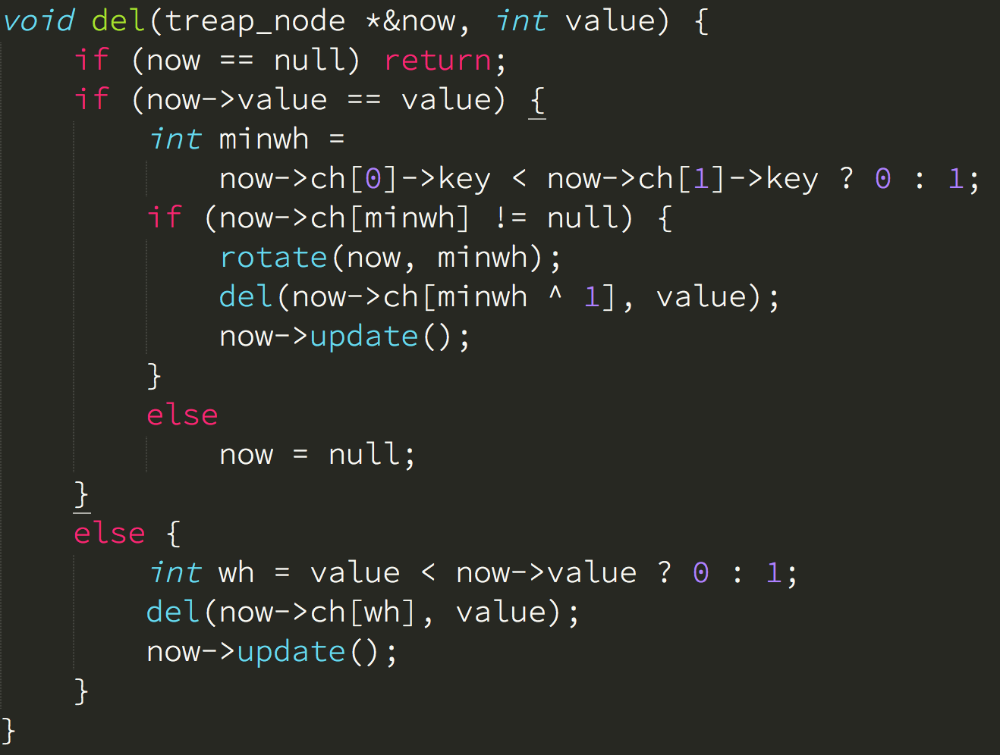 void del(treap_node *&now, int value) {
    if (now == null) return;
    if (now->value == value) {
        int minwh =
            now->ch[0]->key < now->ch[1]->key ? 0 : 1;
        if (now->ch[minwh] != null) {
            rotate(now, minwh);
            del(now->ch[minwh ^ 1], value);
            now->update();
        }
        else
            now = null;
    }
    else {
        int wh = value < now->value ? 0 : 1;
        del(now->ch[wh], value);
        now->update();
    }
}